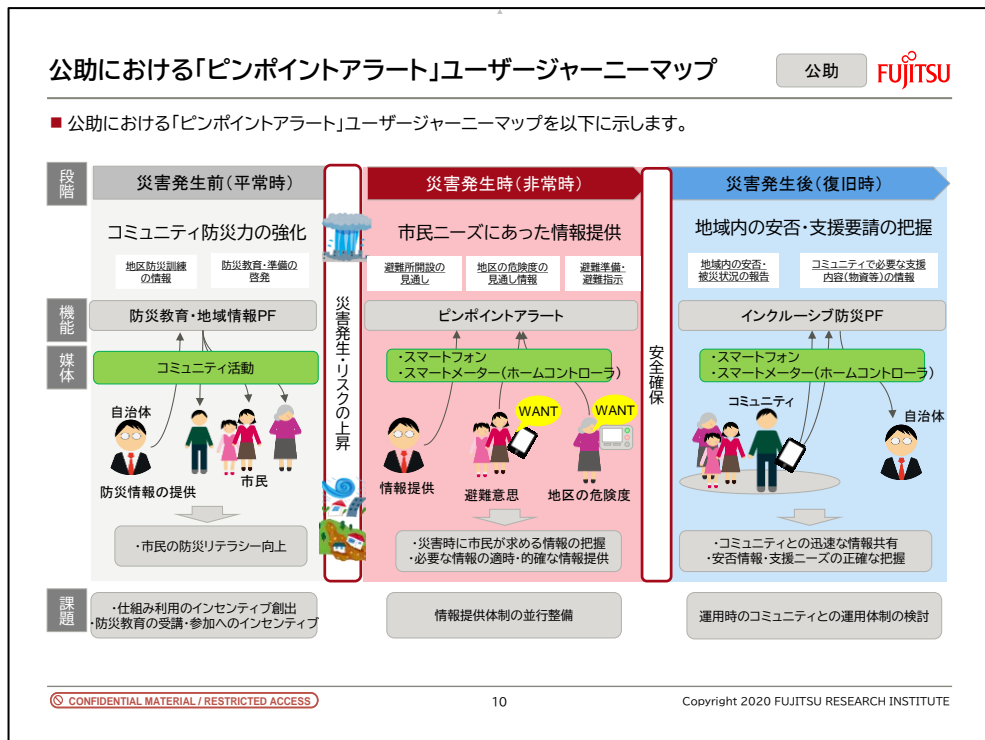 公助における「ピンポイントアラート」ユーザージャーニーマップ
公助
FUJITSU
■ 公助における「ピンポイントアラート」ユーザージャーニーマップを以下に示します。
段階
災害発生前(平常時)
災害発生時(非常時)
災害発生後(復旧時)
コミュニティ防災力の強化
市民ニーズにあった情報提供
地域内の安否・支援要請の把握
地区防災訓練
の情報
防災教育・準備の
啓発
避難所開設の
見通し
地区の危険度の
見通し情報
避難準備・
避難指示
地域内の安否・
被災状況の報告
コミュニティで必要な支援
内容(物資等)の情報
機能
防災教育・地域情報PF
ピンポイントアラート
インクルーシブ防災PF
媒体
コミュニティ活動
・スマートフォン
・スマートメーター(ホームコントローラ)
・スマートフォン
・スマートメーター(ホームコントローラ)
災害発生・リスクの上昇
安全確保
自治体
防災情報の提供
市民
WANT
WANT
情報提供
避難意思
地区の危険度
コミュニティ
自治体
・市民の防災リテラシー向上
・災害時に市民が求める情報の把握
・必要な情報の適時・的確な情報提供
・コミュニティとの迅速な情報共有
・安否情報・支援ニーズの正確な把握
課題
・仕組み利用のインセンティブ創出
・防災教育の受講・参加へのインセンティブ
情報提供体制の並行整備
運用時のコミュニティとの運用体制の検討
CONFIDENTIAL MATERIAL / RESTRICTED ACCESS
10
Copyright 2020 FUJITSU RESEARCH INSTITUTE